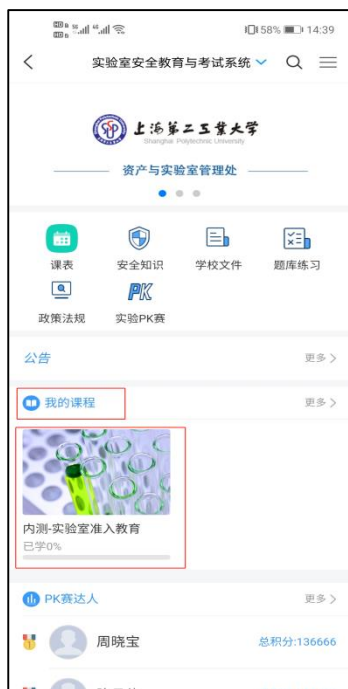 58% 14:39
实验室安全教育与考试系统
上海第二工业大学
Shanghai Polytechnic University
资产与实验室管理处
课表 安全知识 学校文件 题库练习
PK
政策法规 实验PK赛
公告 更多
我的课程 更多
内测-实验室准入教育
已学0%
PK赛达人 更多
周晓宝 总积分:136666